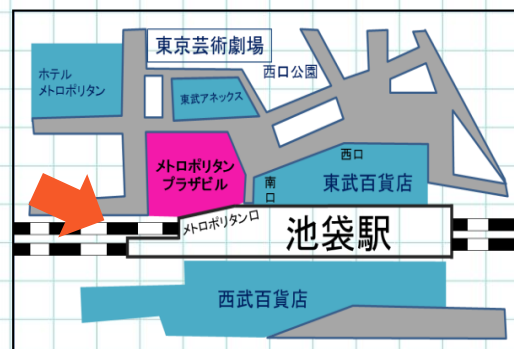 東京芸術劇場
ホテル
メトロポリタン
西口公園
東武アネックス
メトロポリタン
プラザビル
西口
南口
東武百貨店
メトロポリタン口
池袋駅
西武百貨店